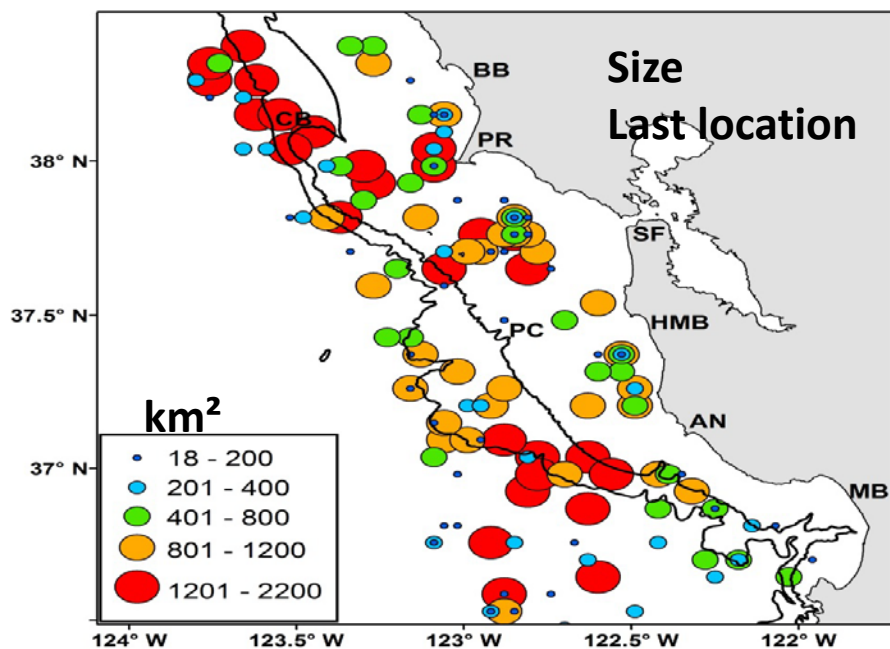 Size
Last location
BB
CB
PR
38° N
SF
37.5° N
HMB
PC
AN
km²
18 - 200
201 - 400
401 - 800
801 - 1200
1201 - 2200
37° N
MB
124° W
123.5° W
123° W
122.5° W
122° W